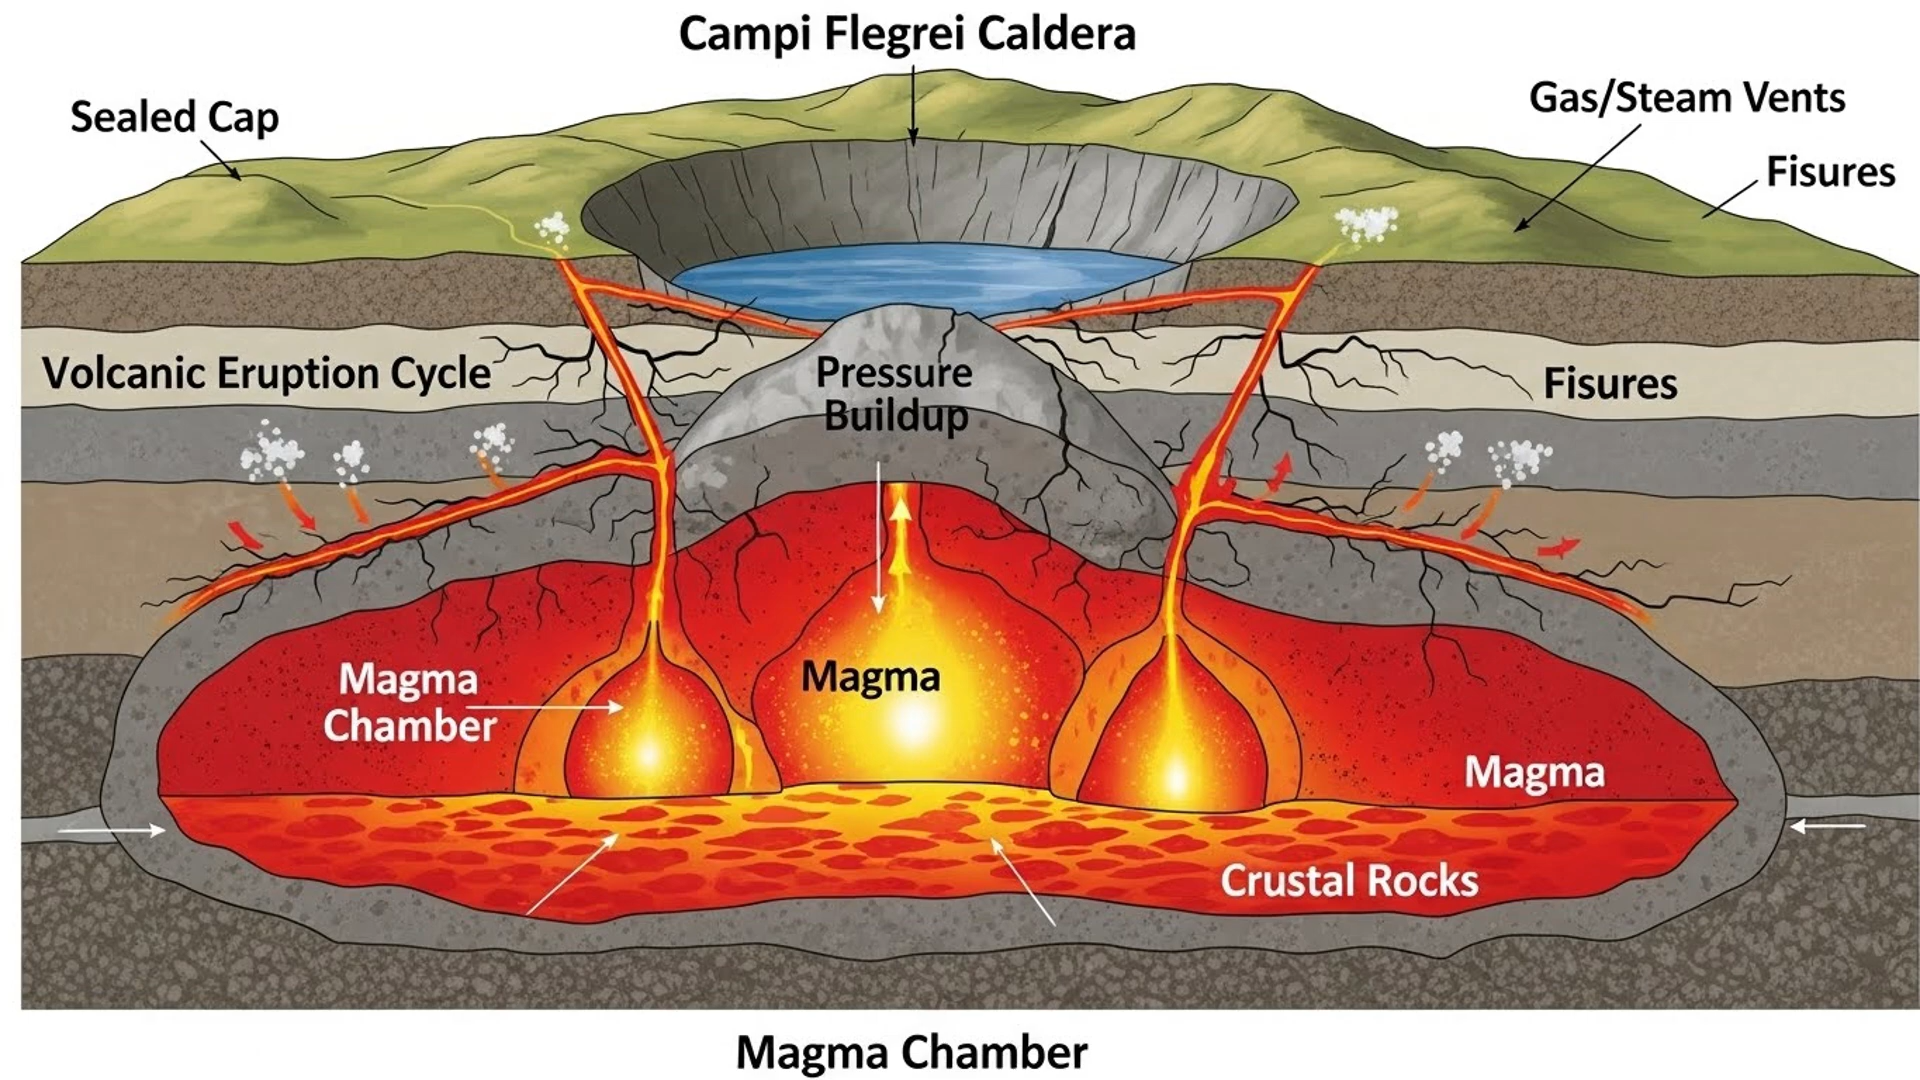 Campi Flegrei Caldera
Sealed Cap
Gas/Steam Vents
Fisures
Volcanic Eruption Cycle
Pressure
Buildup
Fisures
Magma
Chamber
Magma
Magma
Crustal Rocks
Magma Chamber